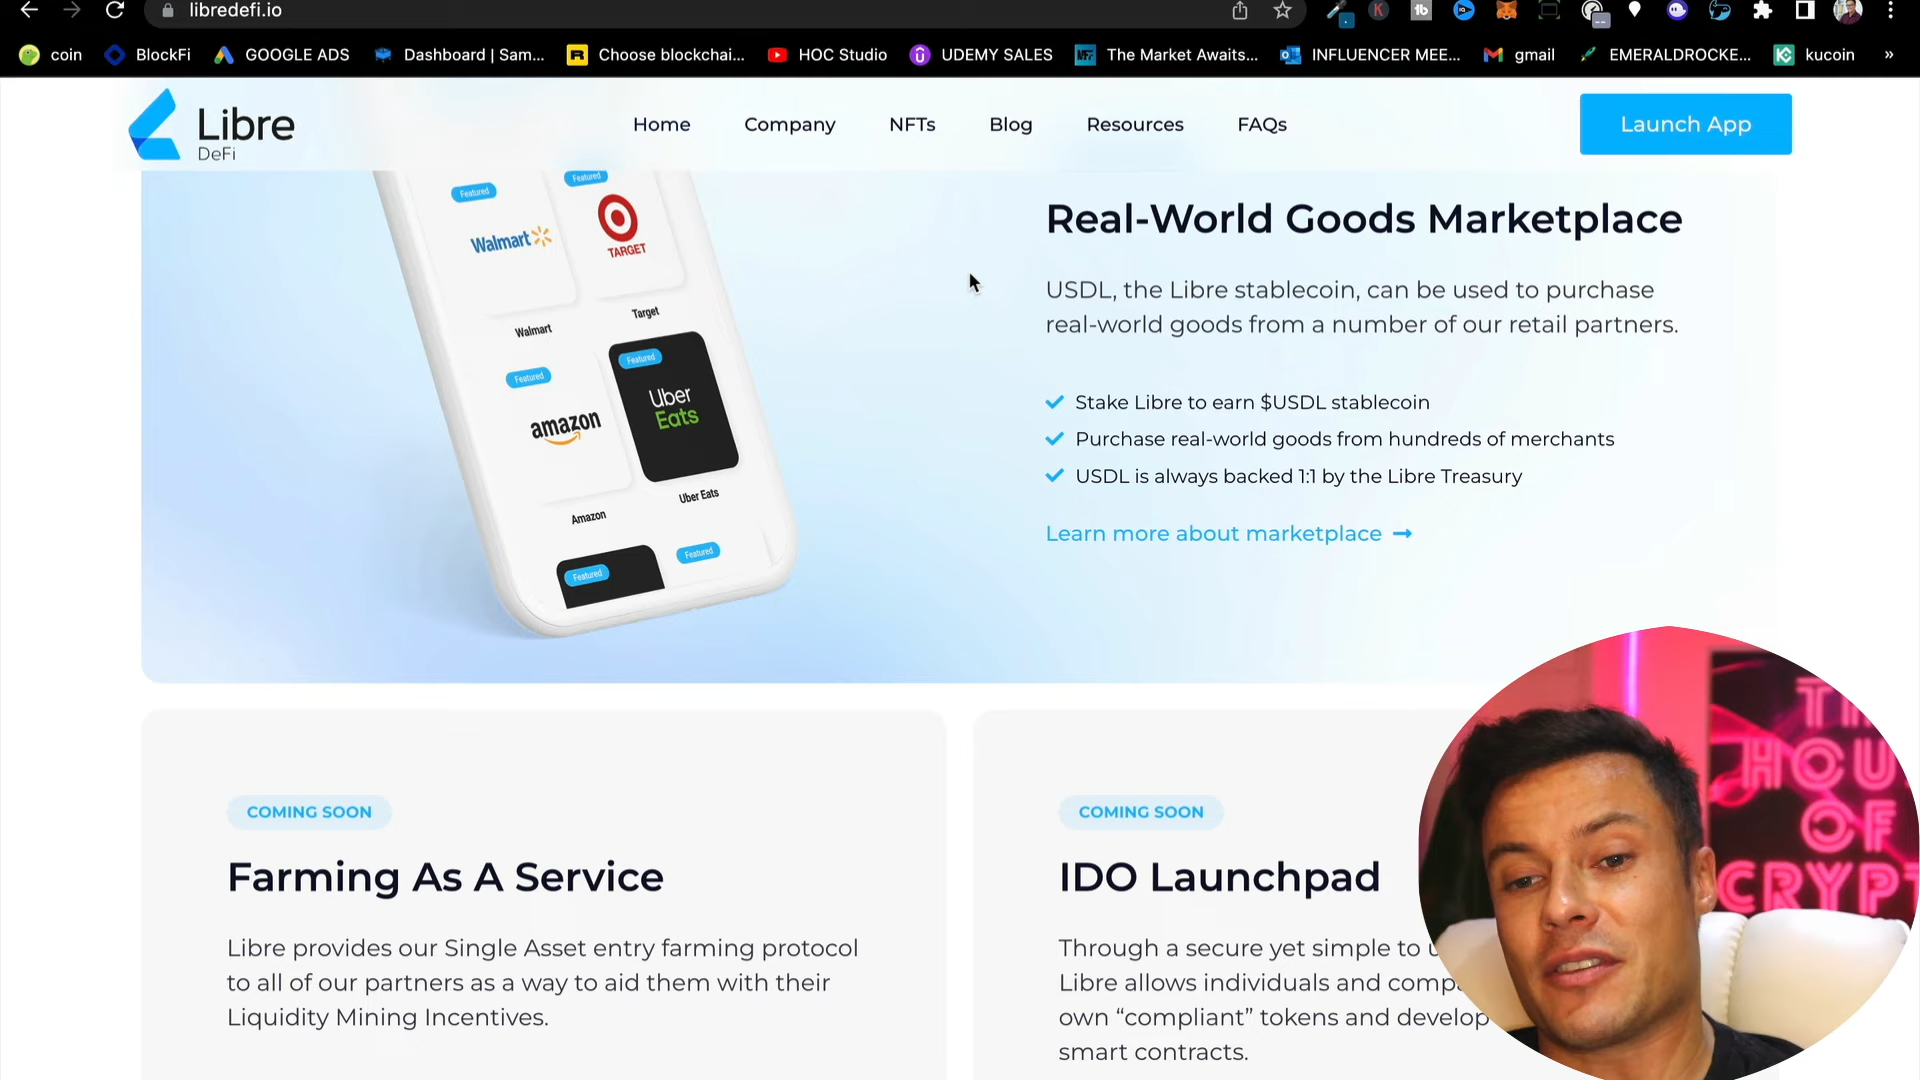 libredefi.io
coin
BlockFi
GOOGLE ADS
Dashboard | Sam...
Choose blockchai...
HOC Studio
UDEMY SALES
The Market Awaits...
INFLUENCER MEE...
gmail
EMERALDROCKE...
kucoin
»
Libre
DeFi
Home
Company
NFTs
Blog
Resources
FAQs
Launch App
Featured
Featured
Walmart
TARGET
Walmart
Target
Featured
Featured
amazon
Uber
Eats
Amazon
Uber Eats
Featured
Featured
Real-World Goods Marketplace
USDL, the Libre stablecoin, can be used to purchase
real-world goods from a number of our retail partners.
Stake Libre to earn $USDL stablecoin
Purchase real-world goods from hundreds of merchants
USDL is always backed 1:1 by the Libre Treasury
Learn more about marketplace →
COMING SOON
Farming As A Service
Libre provides our Single Asset entry farming protocol
to all of our partners as a way to aid them with their
Liquidity Mining Incentives.
COMING SOON
IDO Launchpad
Through a secure yet simple to
Libre allows individuals and
own “compliant” tokens and develop
smart contracts.
HOU
OF
CRYPT